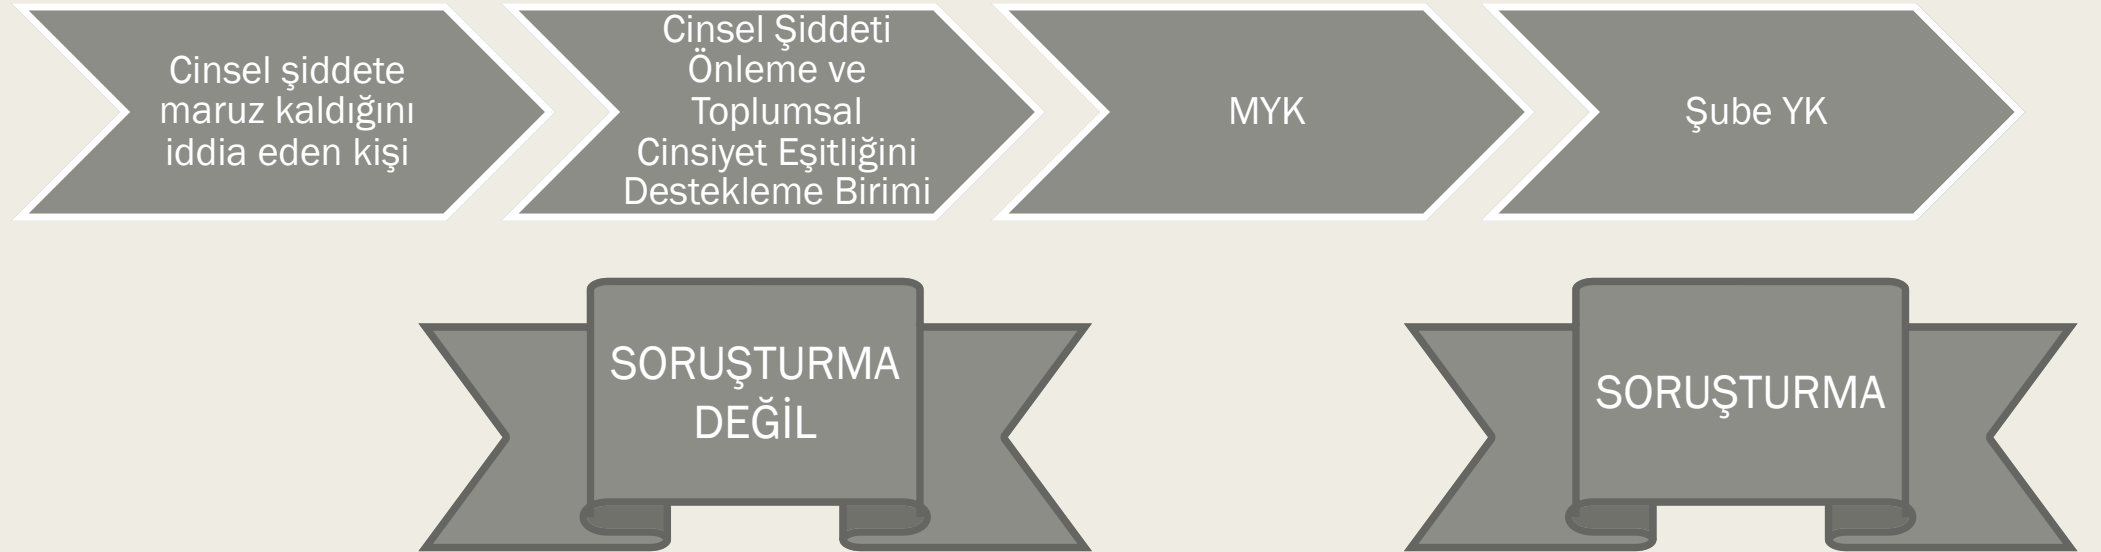 Cinsel şiddete
maruz kaldığını
iddia eden kişi
Cinsel Şiddeti
Önleme ve
Toplumsal
Cinsiyet Eşitliğini
Destekleme Birimi
MYK
Şube YK
SORUŞTURMA
DEĞİL
SORUŞTURMA